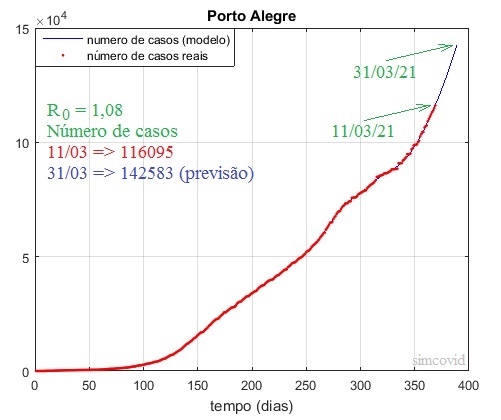 Porto Alegre
×10⁴
numero de casos (modelo)
número de casos reais
R₀ = 1,08
Número de casos
11/03 => 116095
31/03 => 142583 (previsão)
31/03/21
11/03/21
15
10
5
0
0 50 100 150 200 250 300 350 400
simcovid
tempo (dias)